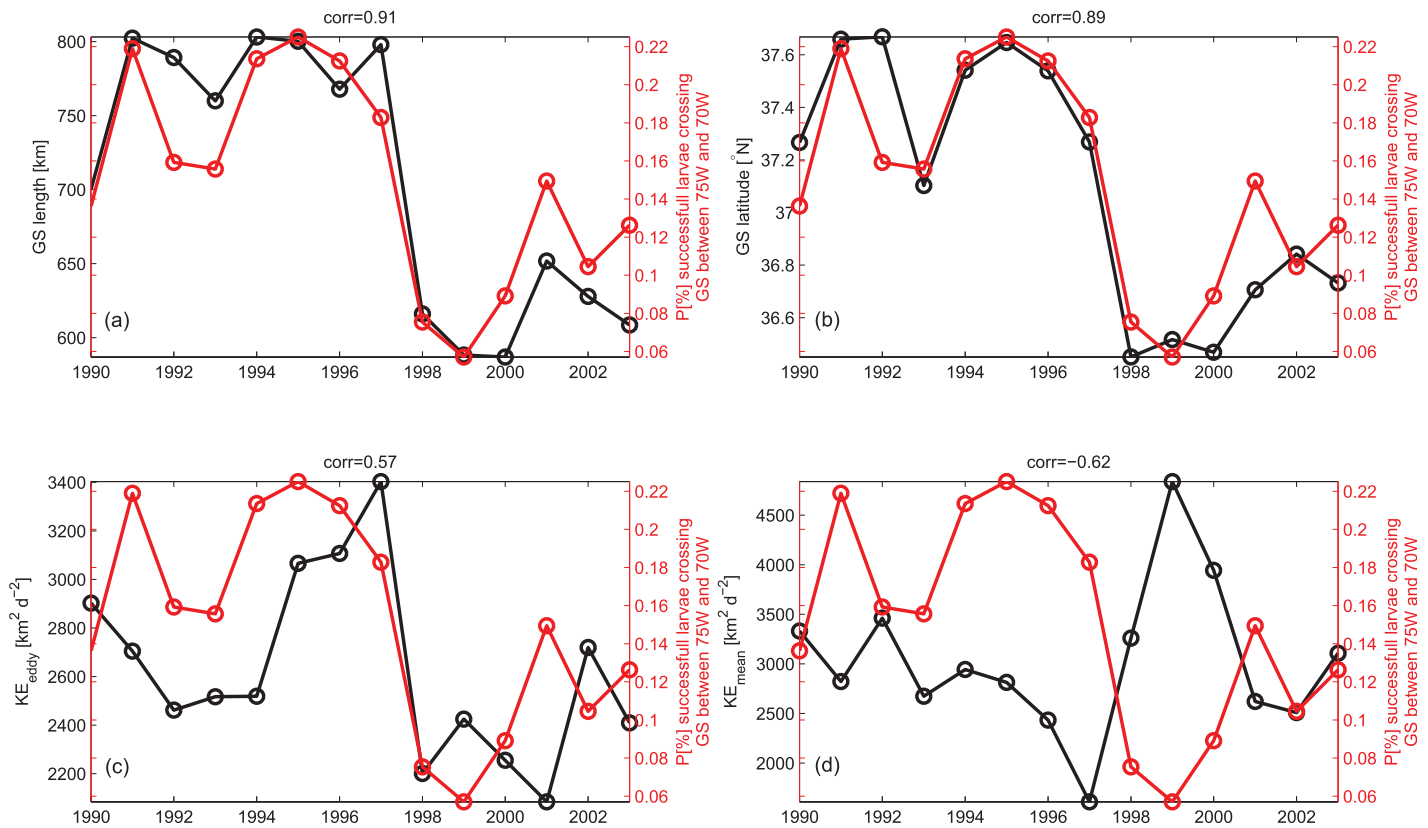 corr=0.91
800
750
700
650
600
GS length [km]
(a)
1990 1992 1994 1996 1998 2000 2002
0.22
0.2
0.18
0.16
0.14
0.12
0.1
0.08
0.06
P[%] successfull larvae crossing
GS between 75W and 70W
corr=0.89
37.6
37.4
37.2
37
36.8
36.6
GS latitude [°N]
(b)
1990 1992 1994 1996 1998 2000 2002
0.22
0.2
0.18
0.16
0.14
0.12
0.1
0.08
0.06
P[%] successfull larvae crossing
GS between 75W and 70W
corr=0.57
3400
3200
3000
2800
2600
2400
2200
KEeddy [km² d⁻²]
(c)
1990 1992 1994 1996 1998 2000 2002
0.22
0.2
0.18
0.16
0.14
0.12
0.1
0.08
0.06
P[%] successfull larvae crossing
GS between 75W and 70W
corr=−0.62
4500
4000
3500
3000
2500
2000
KEmean [km² d⁻²]
(d)
1990 1992 1994 1996 1998 2000 2002
0.22
0.2
0.18
0.16
0.14
0.12
0.1
0.08
0.06
P[%] successfull larvae crossing
GS between 75W and 70W